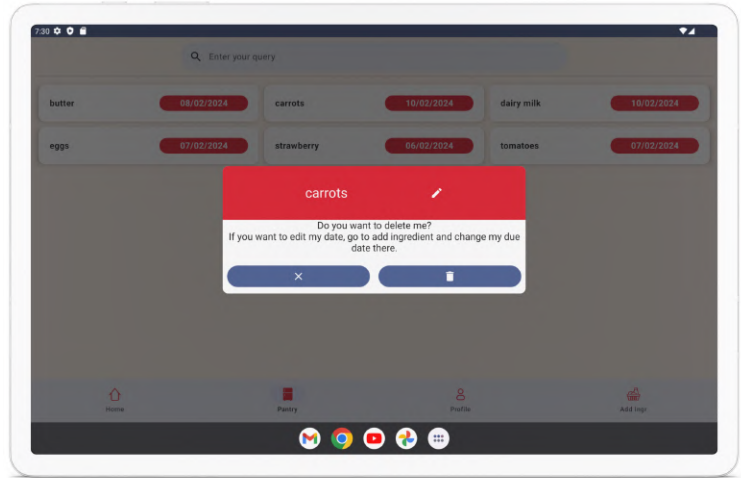 7:30
Enter your query
butter 08/02/2024 carrots 10/02/2024 dairy milk 10/02/2024
eggs 07/02/2024 strawberry 06/02/2024 tomatoes 07/02/2024
carrots
Do you want to delete me?
If you want to edit my date, go to add ingredient and change my due
date there.
Home Pantry Profile Add Ingr